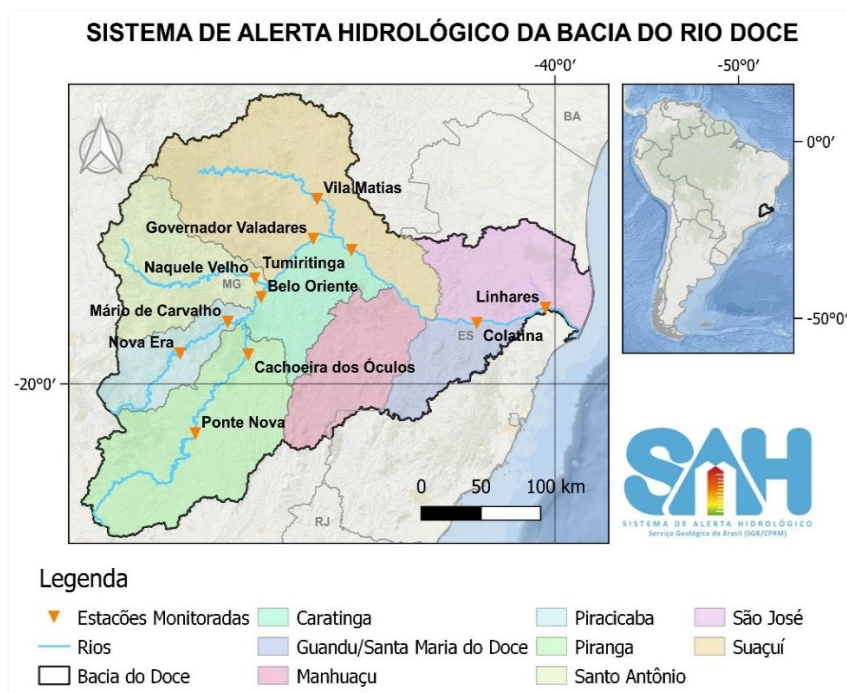 SISTEMA DE ALERTA HIDROLÓGICO DA BACIA DO RIO DOCE
-40°0'
-50°0'
N
BA
0°0'
Vila Matias
Governador Valadares
Naquele Velho
Tumiritinga
MG
Belo Oriente
Mário de Carvalho
Linhares
Nova Era
ES
Colatina
-50°0'
Cachoeira dos Óculos
-20°0'
Ponte Nova
0 50 100 km
RJ
SAH
SISTEMA DE ALERTA HIDROLÓGICO
Serviço Geológico do Brasil (SGB/CPRM)
Legenda
Estacões Monitoradas
Caratinga
Piracicaba
São José
Rios
Guandu/Santa Maria do Doce
Piranga
Suaçuí
Bacia do Doce
Manhuaçu
Santo Antônio